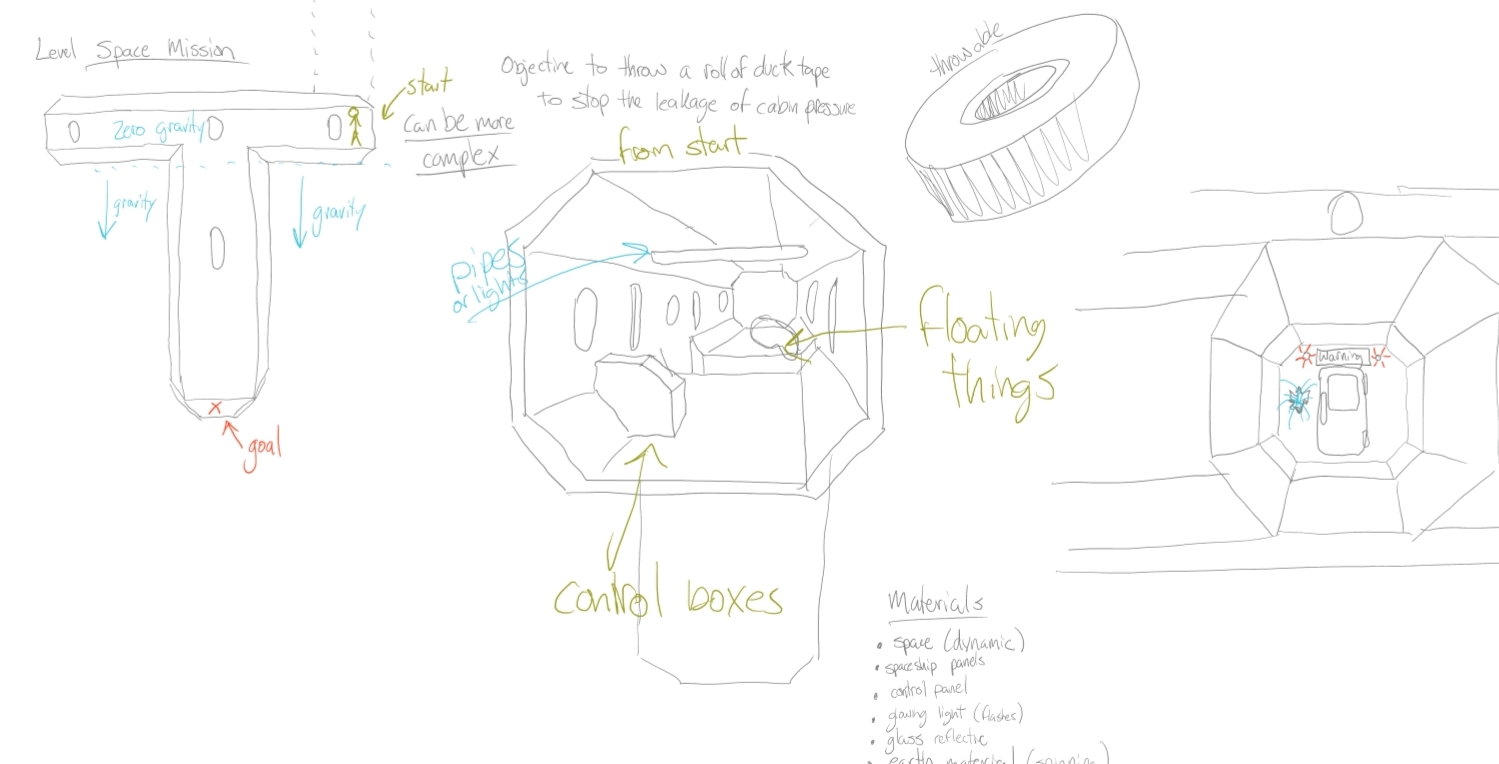 Level Space Mission
start
Zero gravity
Can be more
complex
gravity
gravity
goal
Objective to throw a roll of duck tape
to stop the leakage of cabin pressure
from start
pipes
or lights
Floating
things
Control boxes
throwable
Warning
Materials
• space (dynamic)
• spaceship panels
• control panel
• glowing light (flashes)
• glass reflective
• earth material (spinning)